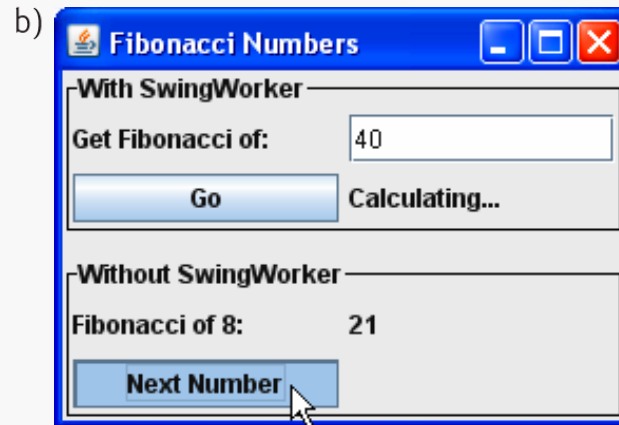 b)
Fibonacci Numbers
With SwingWorker
Get Fibonacci of: 40
Go Calculating...
Without SwingWorker
Fibonacci of 8: 21
Next Number